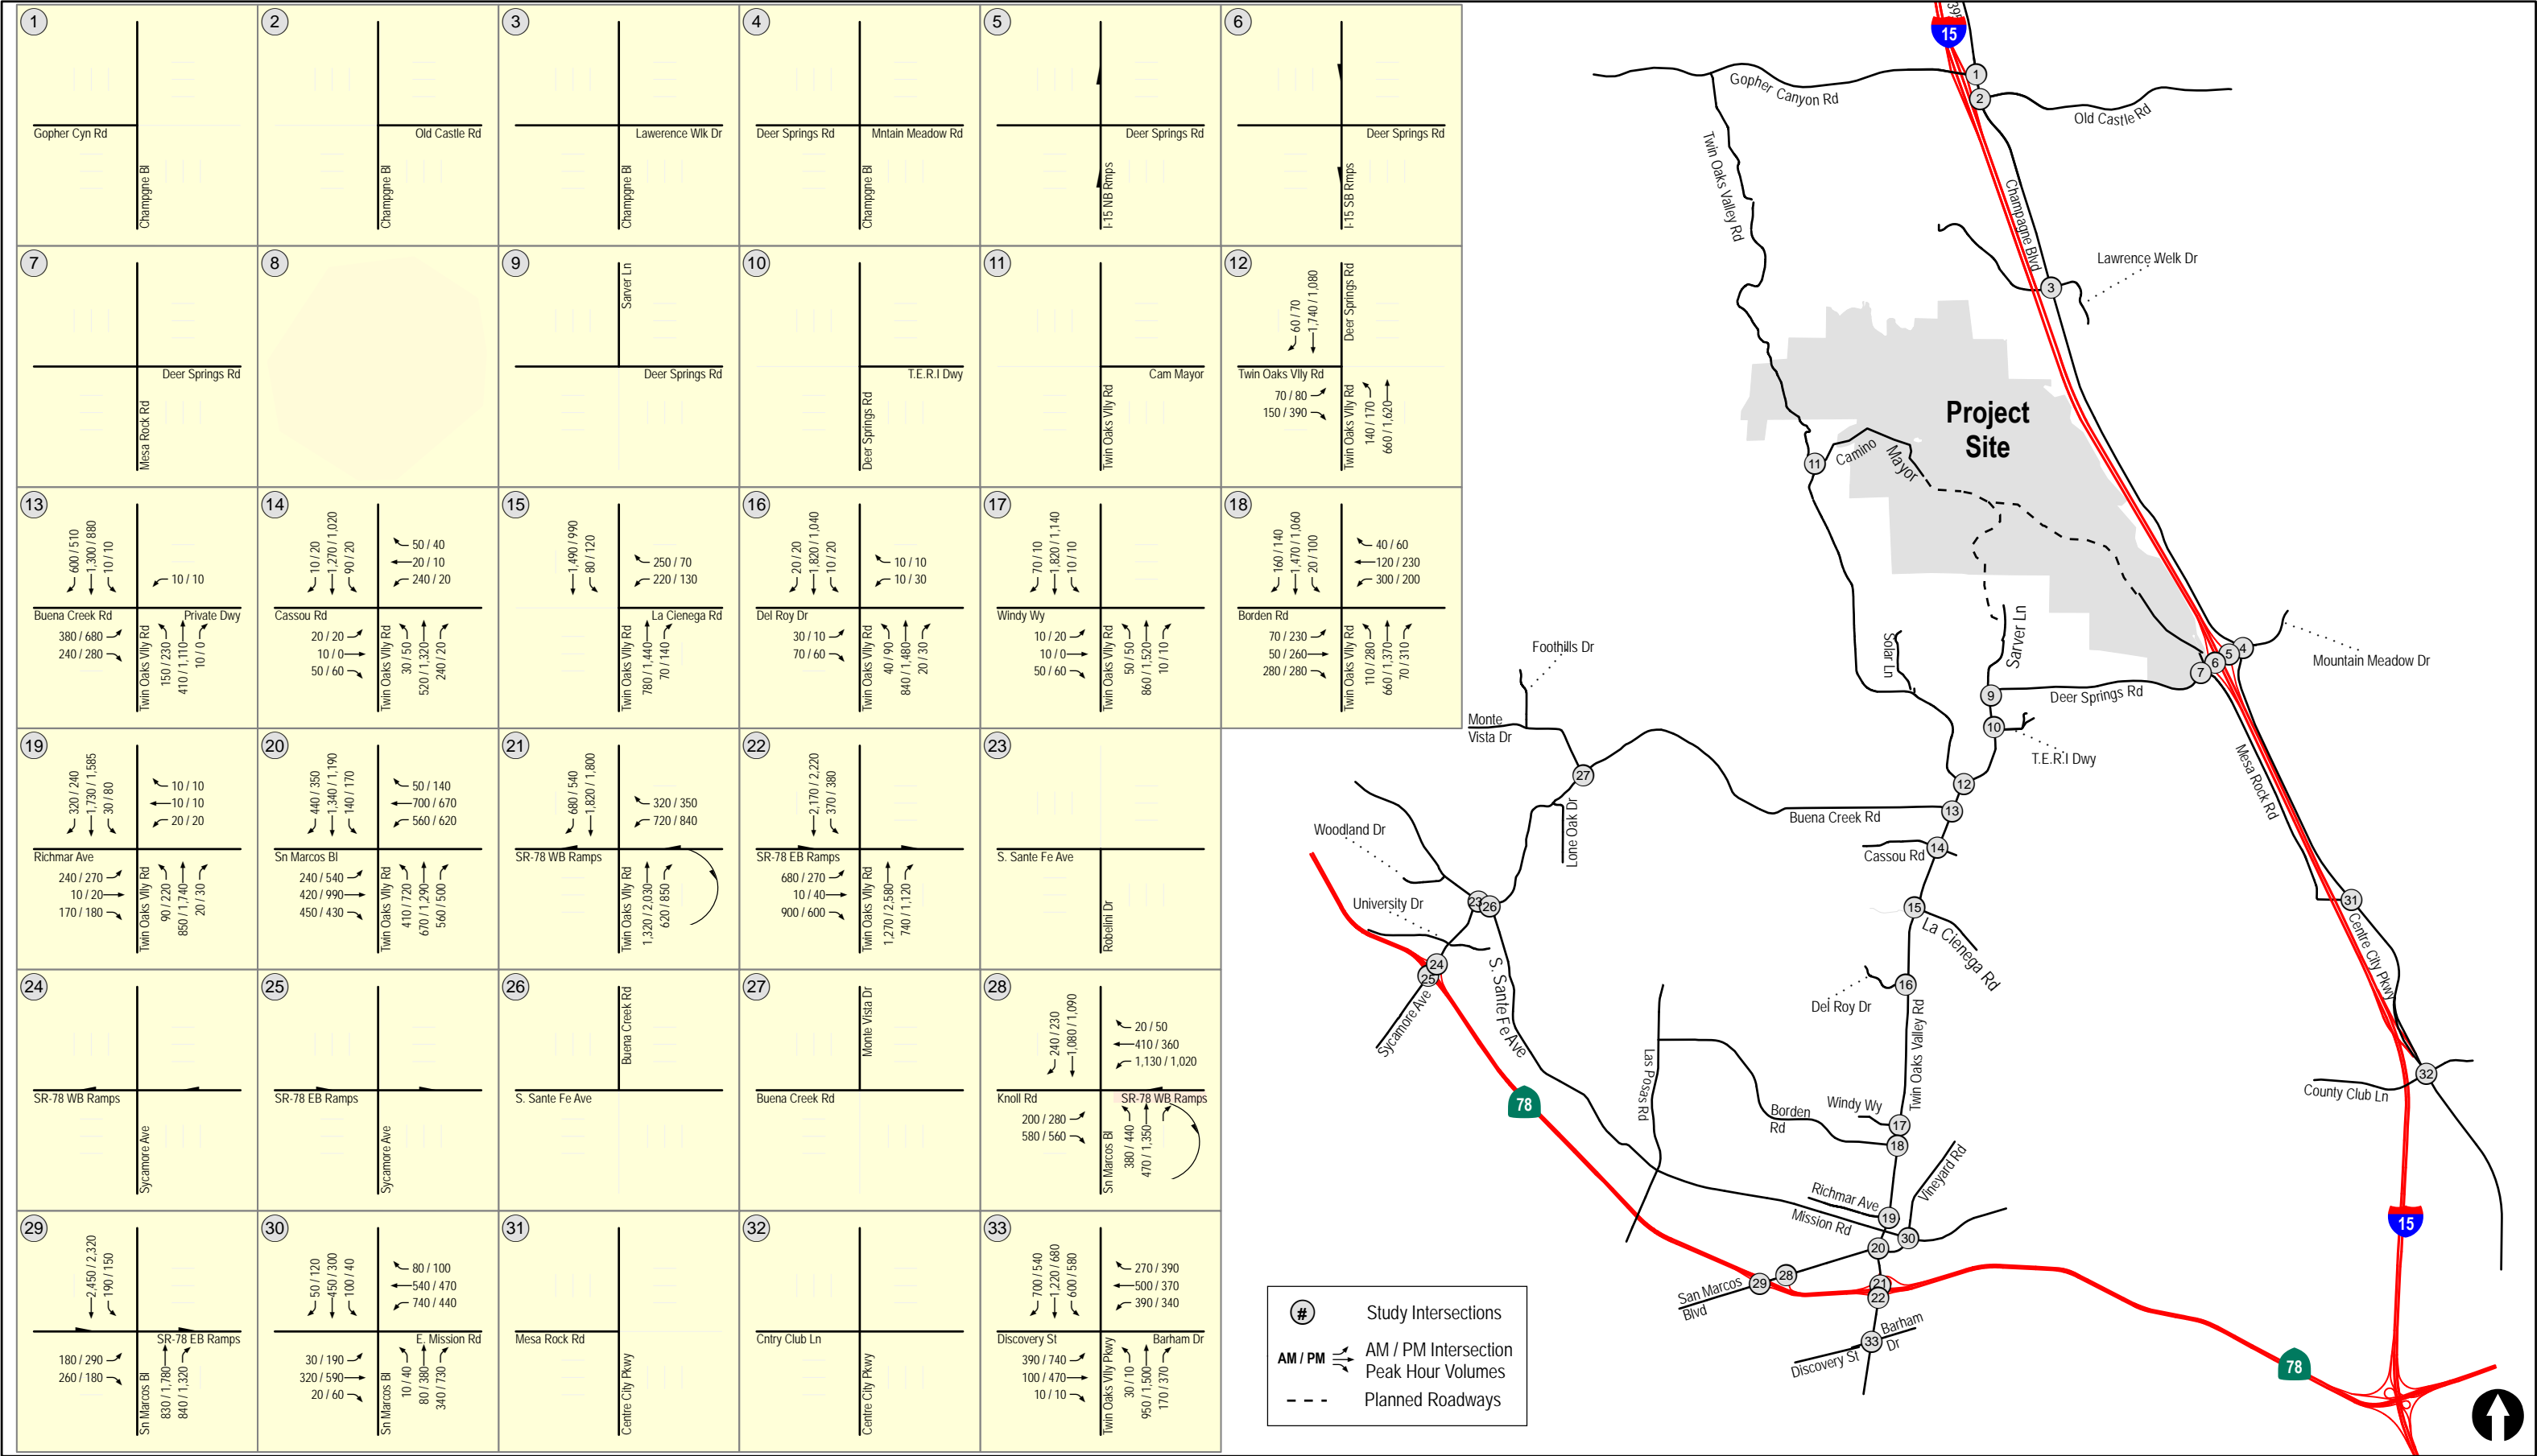 1
Gopher Cyn Rd
Champgne Bl
2
Old Castle Rd
Champgne Bl
3
Lawerence Wlk Dr
Champgne Bl
4
Deer Springs Rd
Mntain Meadow Rd
Champgne Bl
5
Deer Springs Rd
I-15 NB Rmps
6
Deer Springs Rd
I-15 SB Rmps
7
Deer Springs Rd
Mesa Rock Rd
8
9
Sarver Ln
Deer Springs Rd
10
T.E.R.I Dwy
Deer Springs Rd
11
Cam Mayor
Twin Oaks Vlly Rd
12
60 / 70
1,740 / 1,080
Deer Springs Rd
Twin Oaks Vlly Rd
70 / 80
150 / 390
Twin Oaks Vlly Rd
140 / 170
660 / 1,620
13
600 / 510
1,300 / 880
10 / 10
10 / 10
Buena Creek Rd
Private Dwy
380 / 680
240 / 280
Twin Oaks Vlly Rd
150 / 230
410 / 1,110
10 / 0
14
10 / 20
1,270 / 1,020
90 / 20
50 / 40
20 / 10
240 / 20
Cassou Rd
20 / 20
10 / 0
50 / 60
Twin Oaks Vlly Rd
30 / 50
520 / 1,320
240 / 20
15
1,490 / 990
80 / 120
250 / 70
220 / 130
La Cienega Rd
Twin Oaks Vlly Rd
780 / 1,440
70 / 140
16
20 / 20
1,820 / 1,040
10 / 20
10 / 10
10 / 30
Del Roy Dr
30 / 10
70 / 60
Twin Oaks Vlly Rd
40 / 90
840 / 1,480
20 / 30
17
70 / 10
1,820 / 1,140
10 / 10
Windy Wy
10 / 20
10 / 0
50 / 60
Twin Oaks Vlly Rd
50 / 50
860 / 1,520
10 / 10
18
160 / 140
1,470 / 1,060
20 / 100
40 / 60
120 / 230
300 / 200
Borden Rd
70 / 230
50 / 260
280 / 280
Twin Oaks Vlly Rd
110 / 280
660 / 1,370
70 / 310
19
320 / 240
1,730 / 1,585
30 / 80
10 / 10
10 / 10
20 / 20
Richmar Ave
240 / 270
10 / 20
170 / 180
Twin Oaks Vlly Rd
90 / 220
850 / 1,740
20 / 30
20
440 / 350
1,340 / 1,190
140 / 170
50 / 140
700 / 670
560 / 620
Sn Marcos Bl
240 / 540
420 / 990
450 / 430
Twin Oaks Vlly Rd
410 / 720
670 / 1,290
560 / 500
21
680 / 540
1,820 / 1,800
320 / 350
720 / 840
SR-78 WB Ramps
Twin Oaks Vlly Rd
1,320 / 2,030
620 / 850
22
2,170 / 2,220
370 / 380
SR-78 EB Ramps
680 / 270
10 / 40
900 / 600
Twin Oaks Vlly Rd
1,270 / 2,580
740 / 1,120
23
S. Sante Fe Ave
Robelini Dr
24
SR-78 WB Ramps
Sycamore Ave
25
SR-78 EB Ramps
Sycamore Ave
26
Buena Creek Rd
S. Sante Fe Ave
27
Monte Vista Dr
Buena Creek Rd
28
240 / 230
1,080 / 1,090
20 / 50
410 / 360
1,130 / 1,020
Knoll Rd
SR-78 WB Ramps
200 / 280
580 / 560
Sn Marcos Bl
380 / 440
470 / 1,350
29
2,450 / 2,320
190 / 150
SR-78 EB Ramps
180 / 290
260 / 180
Sn Marcos Bl
830 / 1,780
840 / 1,320
30
50 / 120
450 / 300
100 / 40
80 / 100
540 / 470
740 / 440
E. Mission Rd
30 / 190
320 / 590
20 / 60
Sn Marcos Bl
10 / 40
80 / 380
340 / 730
31
Mesa Rock Rd
Centre City Pkwy
32
Cntry Club Ln
Centre City Pkwy
33
700 / 540
1,220 / 680
600 / 580
270 / 390
500 / 370
390 / 340
Discovery St
Barham Dr
390 / 740
100 / 470
10 / 10
Twin Oaks Vlly Pkwy
30 / 10
950 / 1,500
170 / 370
395
15
1
2
Gopher Canyon Rd
Old Castle Rd
Twin Oaks Valley Rd
Champagne Blvd
Lawrence Welk Dr
3
Project
Site
11
Camino
Mayor
Solar Ln
Sarver Ln
Foothills Dr
4
5
6
7
Mountain Meadow Dr
9
Deer Springs Rd
Monte
Vista Dr
10
T.E.R.I Dwy
27
12
Mesa Rock Rd
13
Buena Creek Rd
Lone Oak Dr
Woodland Dr
14
Cassou Rd
University Dr
23
26
15
La Cienega Rd
31
Centre City Pkwy
24
25
Sycamore Ave
S. Sante Fe Ave
16
Del Roy Dr
Twin Oaks Valley Rd
Las Posas Rd
78
32
County Club Ln
Borden
Rd
Windy Wy
17
18
Vineyard Rd
Richmar Ave
19
Mission Rd
30
20
15
San Marcos
Blvd
29
28
21
22
33
Barham
Dr
Discovery St
78
#
Study Intersections
AM / PM
AM / PM Intersection
Peak Hour Volumes
Planned Roadways